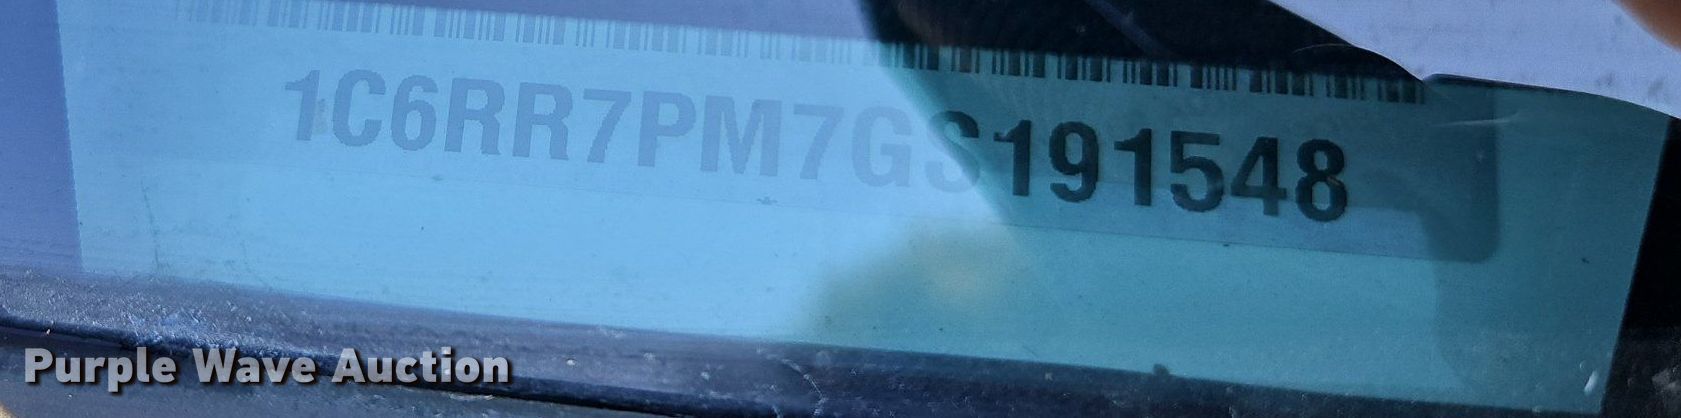 1C6RR7PM7GS191548
Purple Wave Auction